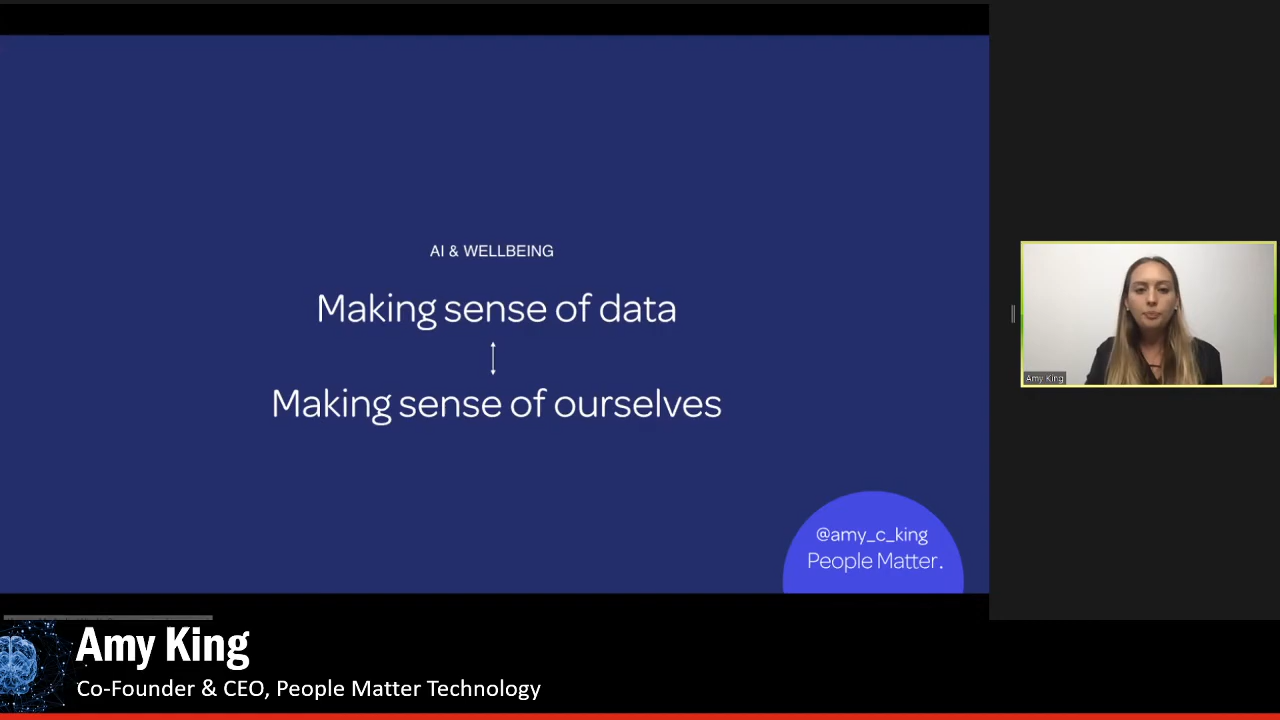 AI & WELLBEING
Making sense of data
Making sense of ourselves
@amy_c_king
People Matter.
Amy King
Amy King
Co-Founder & CEO, People Matter Technology